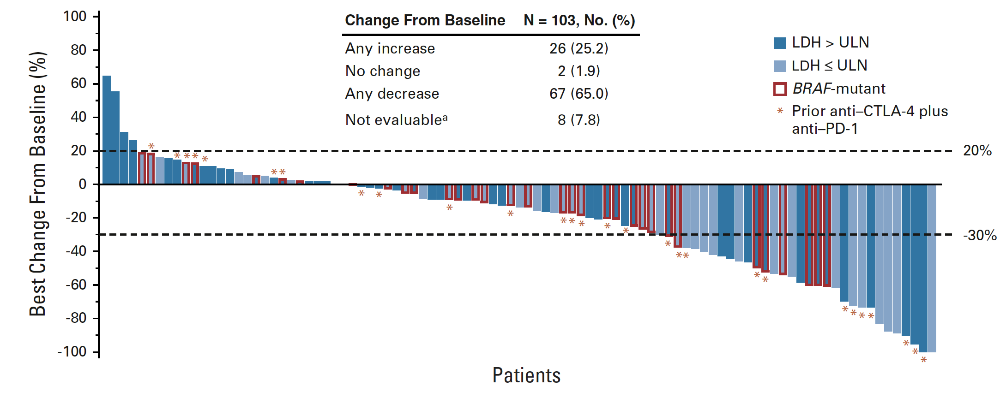 Best Change From Baseline (%)
100
80
60
40
20
0
-20
-40
-60
-80
-100
Change From Baseline N = 103, No. (%)
Any increase 26 (25.2)
No change 2 (1.9)
Any decrease 67 (65.0)
Not evaluableᵃ 8 (7.8)
LDH > ULN
LDH ≤ ULN
BRAF-mutant
* Prior anti–CTLA-4 plus
anti–PD-1
20%
-30%
Patients